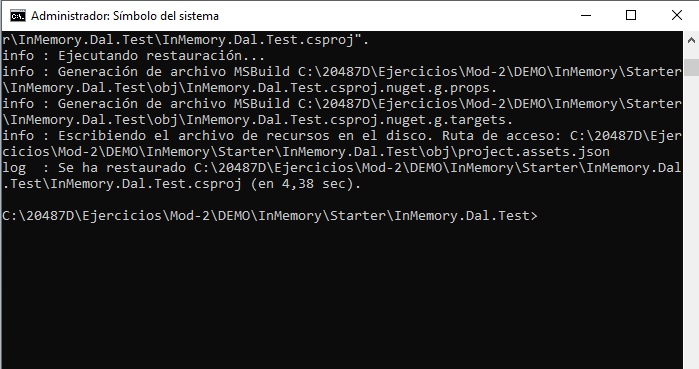 Administrador: Símbolo del sistema
r\InMemory.Dal.Test\InMemory.Dal.Test.csproj".
info : Ejecutando restauración...
info : Generación de archivo MSBuild C:\20487D\Ejercicios\Mod-2\DEMO\InMemory\Starter
\InMemory.Dal.Test\obj\InMemory.Dal.Test.csproj.nuget.g.props.
info : Generación de archivo MSBuild C:\20487D\Ejercicios\Mod-2\DEMO\InMemory\Starter
\InMemory.Dal.Test\obj\InMemory.Dal.Test.csproj.nuget.g.targets.
info : Escribiendo el archivo de recursos en el disco. Ruta de acceso: C:\20487D\Ejer
cicios\Mod-2\DEMO\InMemory\Starter\InMemory.Dal.Test\obj\project.assets.json
log  : Se ha restaurado C:\20487D\Ejercicios\Mod-2\DEMO\InMemory\Starter\InMemory.Dal
.Test\InMemory.Dal.Test.csproj (en 4,38 sec).
C:\20487D\Ejercicios\Mod-2\DEMO\InMemory\Starter\InMemory.Dal.Test>